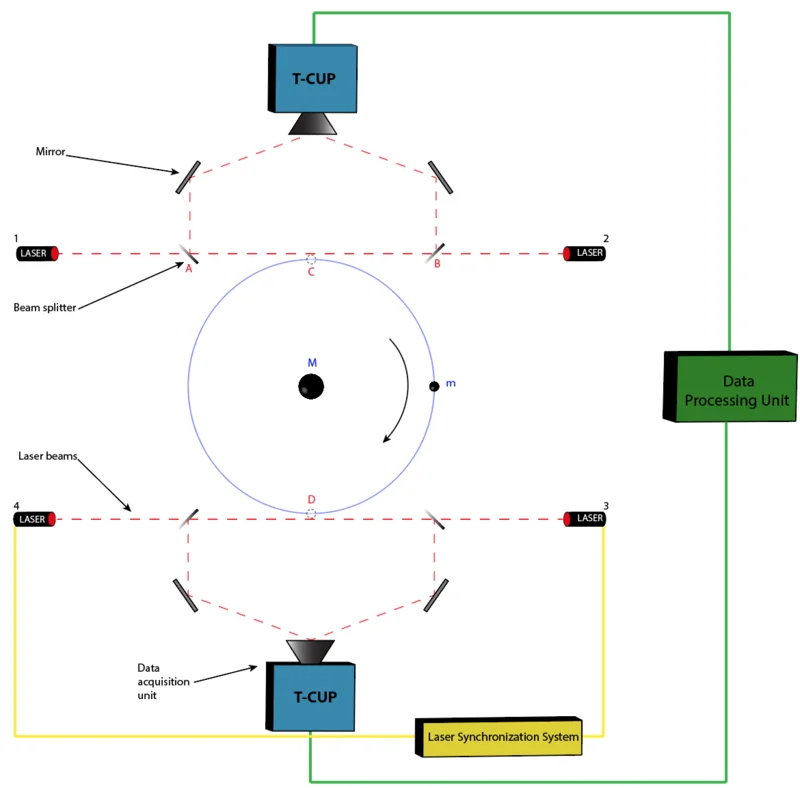 T-CUP
Mirror
1
LASER
2
LASER
A
C
B
Beam splitter
M
m
Data
Processing Unit
Laser beams
D
4
LASER
3
LASER
Data
acquisition
unit
T-CUP
Laser Synchronization System